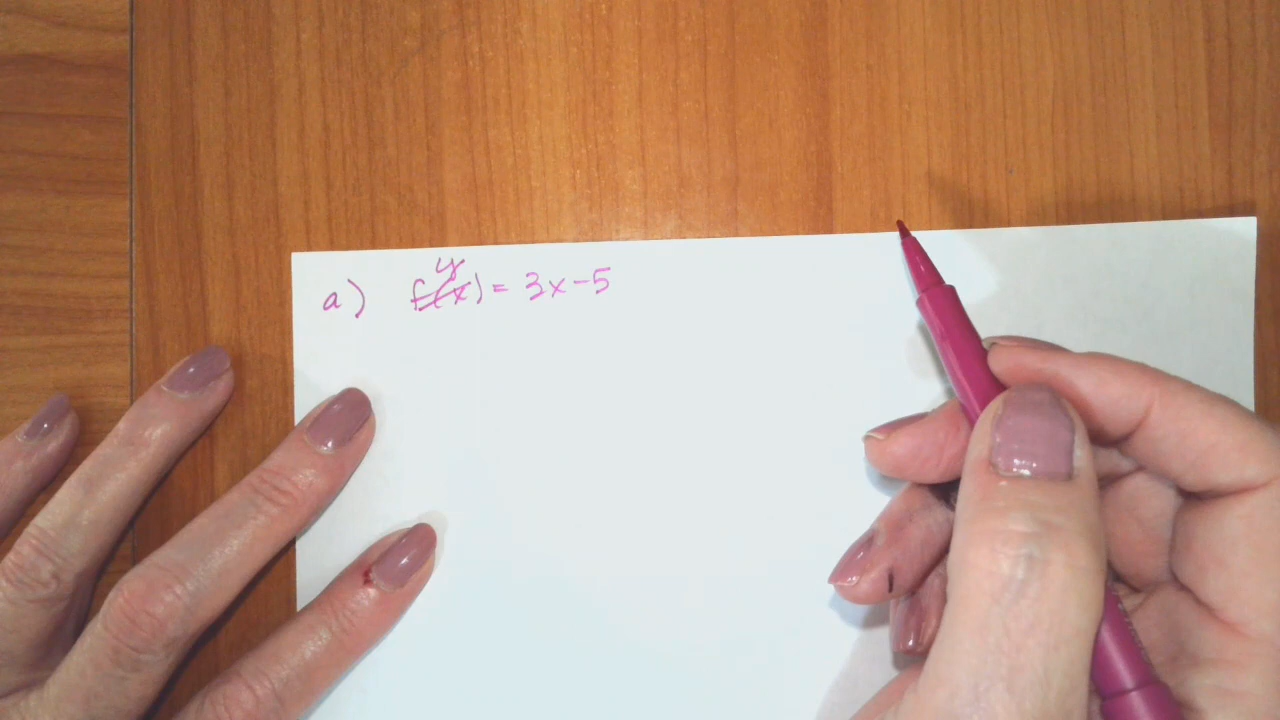 y
a) f(x) = 3x-5